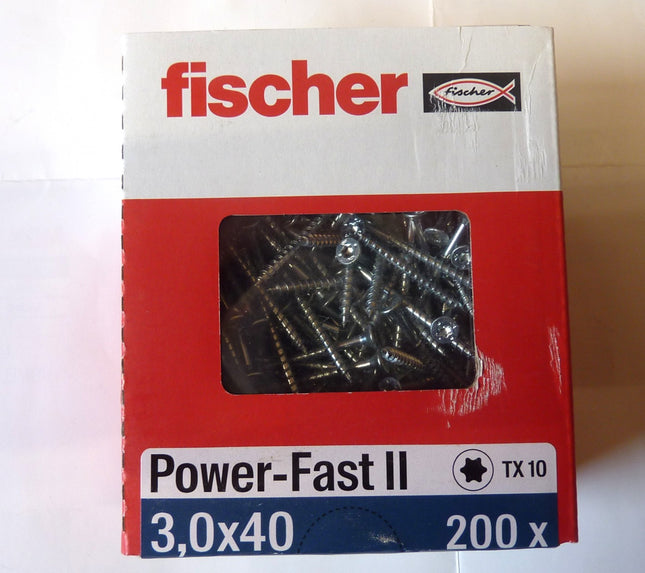 fischer
fischer
Power-Fast II
TX 10
3,0x40
200 x